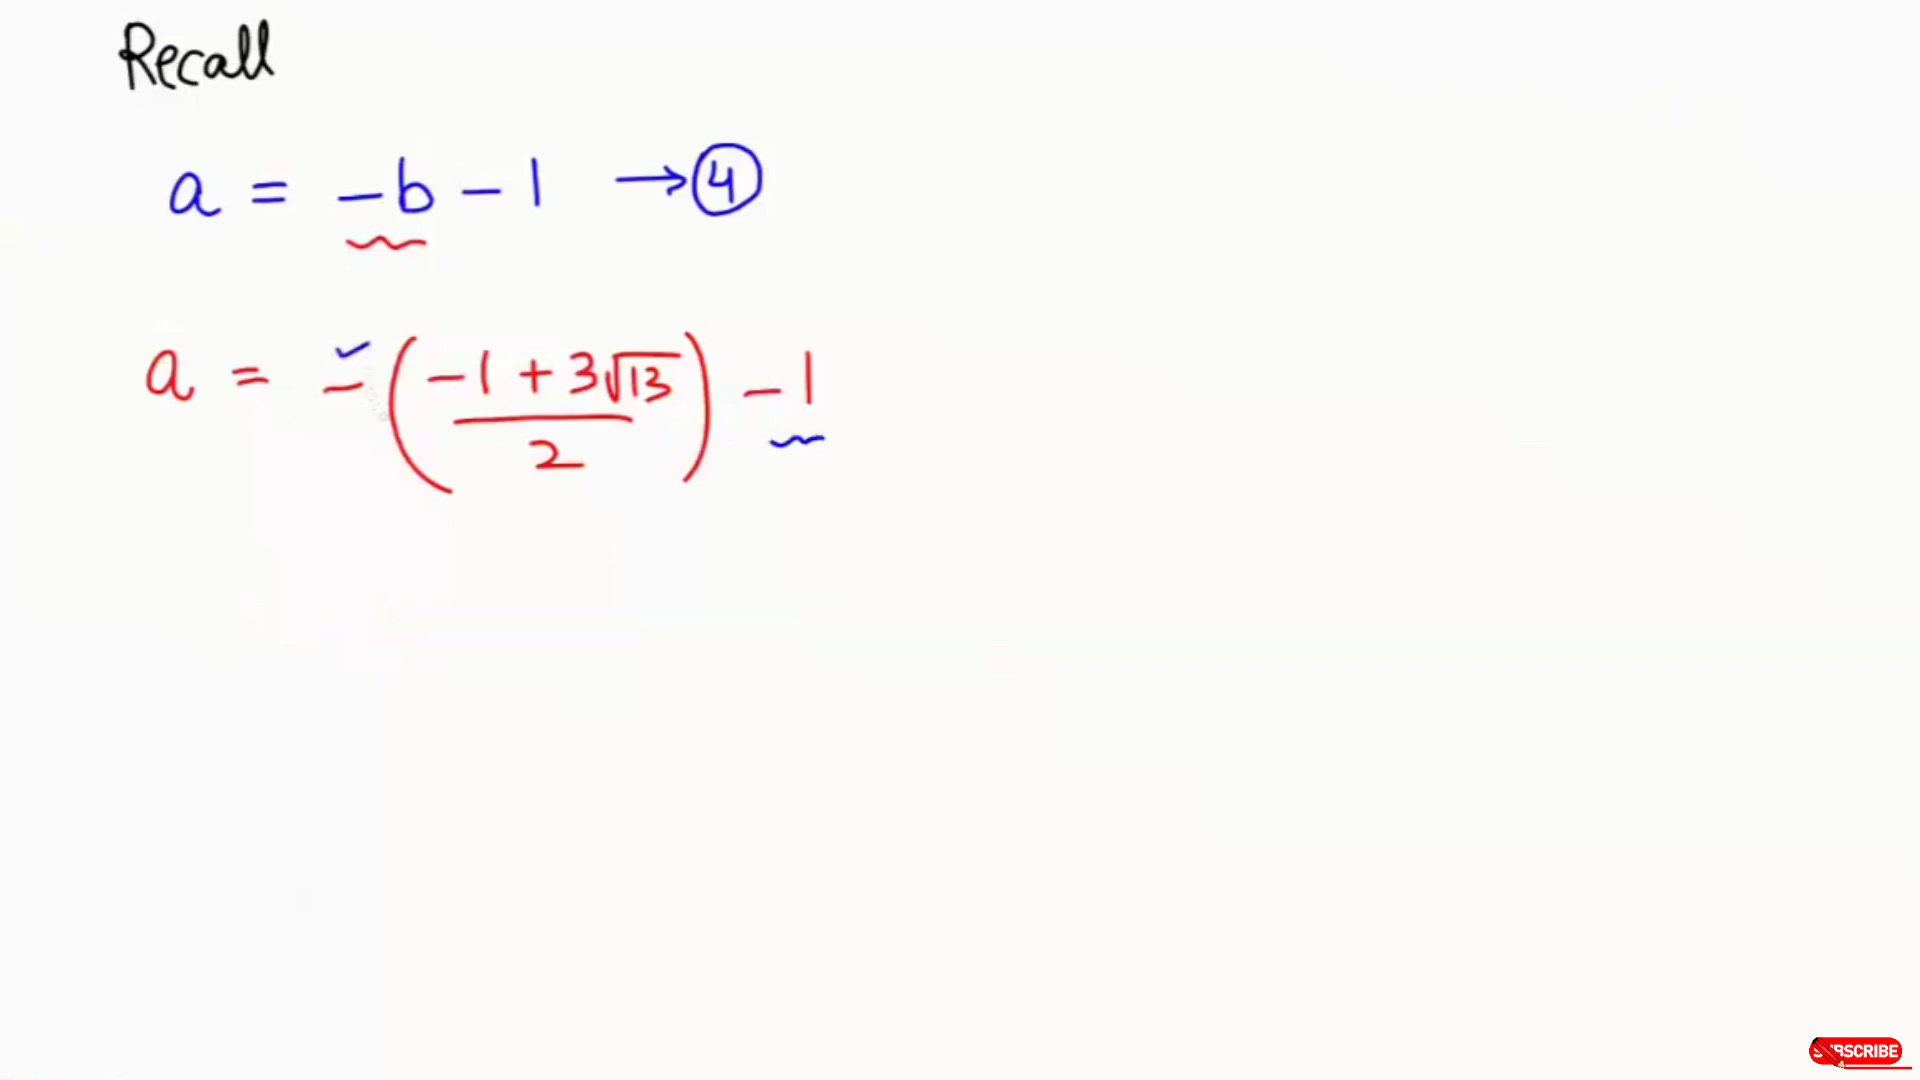 Recall
a = -b - 1 → ④
a = - ( (-1 + 3√13) / 2 ) - 1
SUBSCRIBE